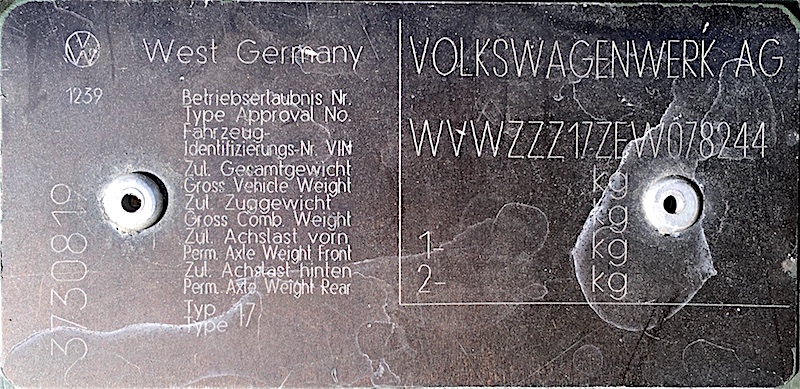 VW West Germany
1239
Betriebserlaubnis Nr.
Type Approval No.
Fahrzeug-
Identifizierungs-Nr. VIN
Zul. Gesamtgewicht
Gross Vehicle Weight
Zul. Zuggewicht
Gross Comb. Weight
Zul. Achslast vorn
Perm. Axle Weight Front
Zul. Achslast hinten
Perm. Axle Weight Rear
Typ
Type 17
3730819
VOLKSWAGENWERK AG
WVWZZZ17ZEW078244
kg
kg
1- kg
2- kg